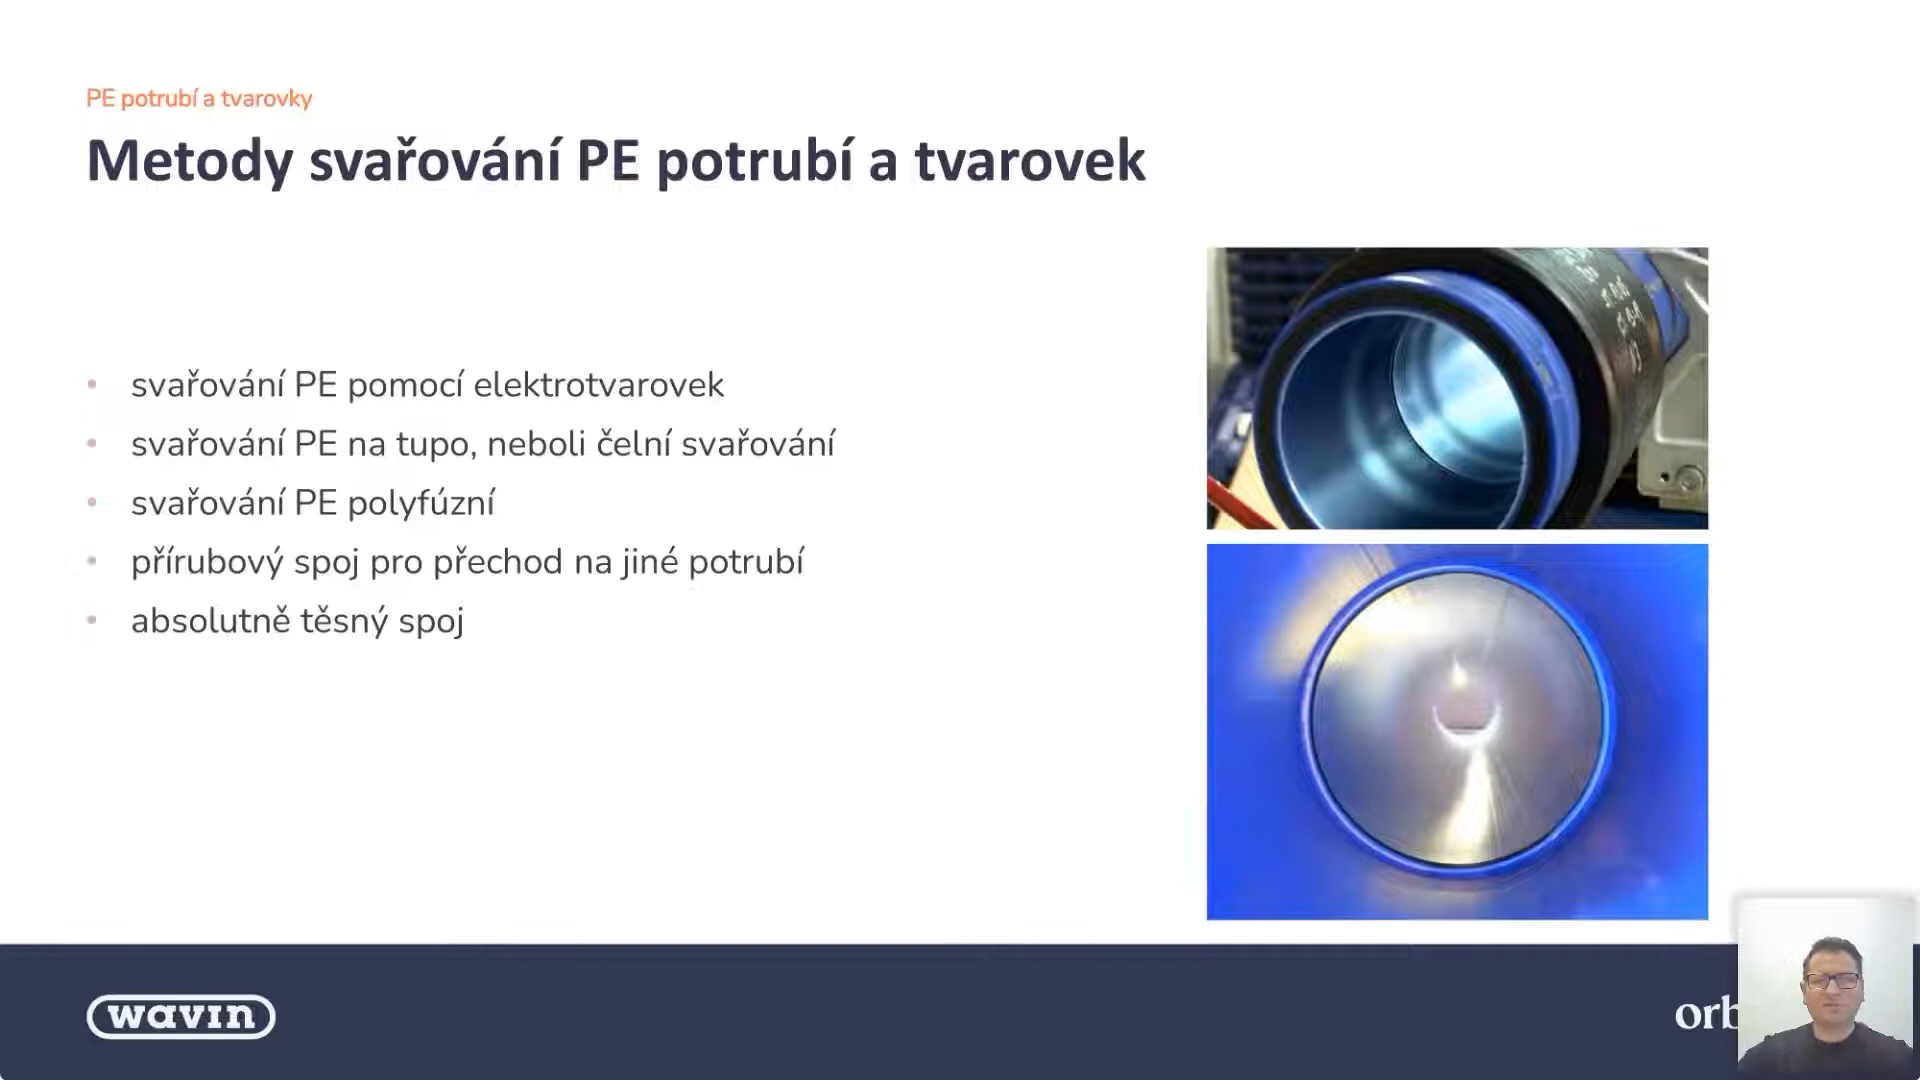 PE potrubí a tvarovky
Metody svařování PE potrubí a tvarovek
• svařování PE pomocí elektrotvarovek
• svařování PE na tupo, neboli čelní svařování
• svařování PE polyfúzní
• přírubový spoj pro přechod na jiné potrubí
• absolutně těsný spoj
wavin
orb